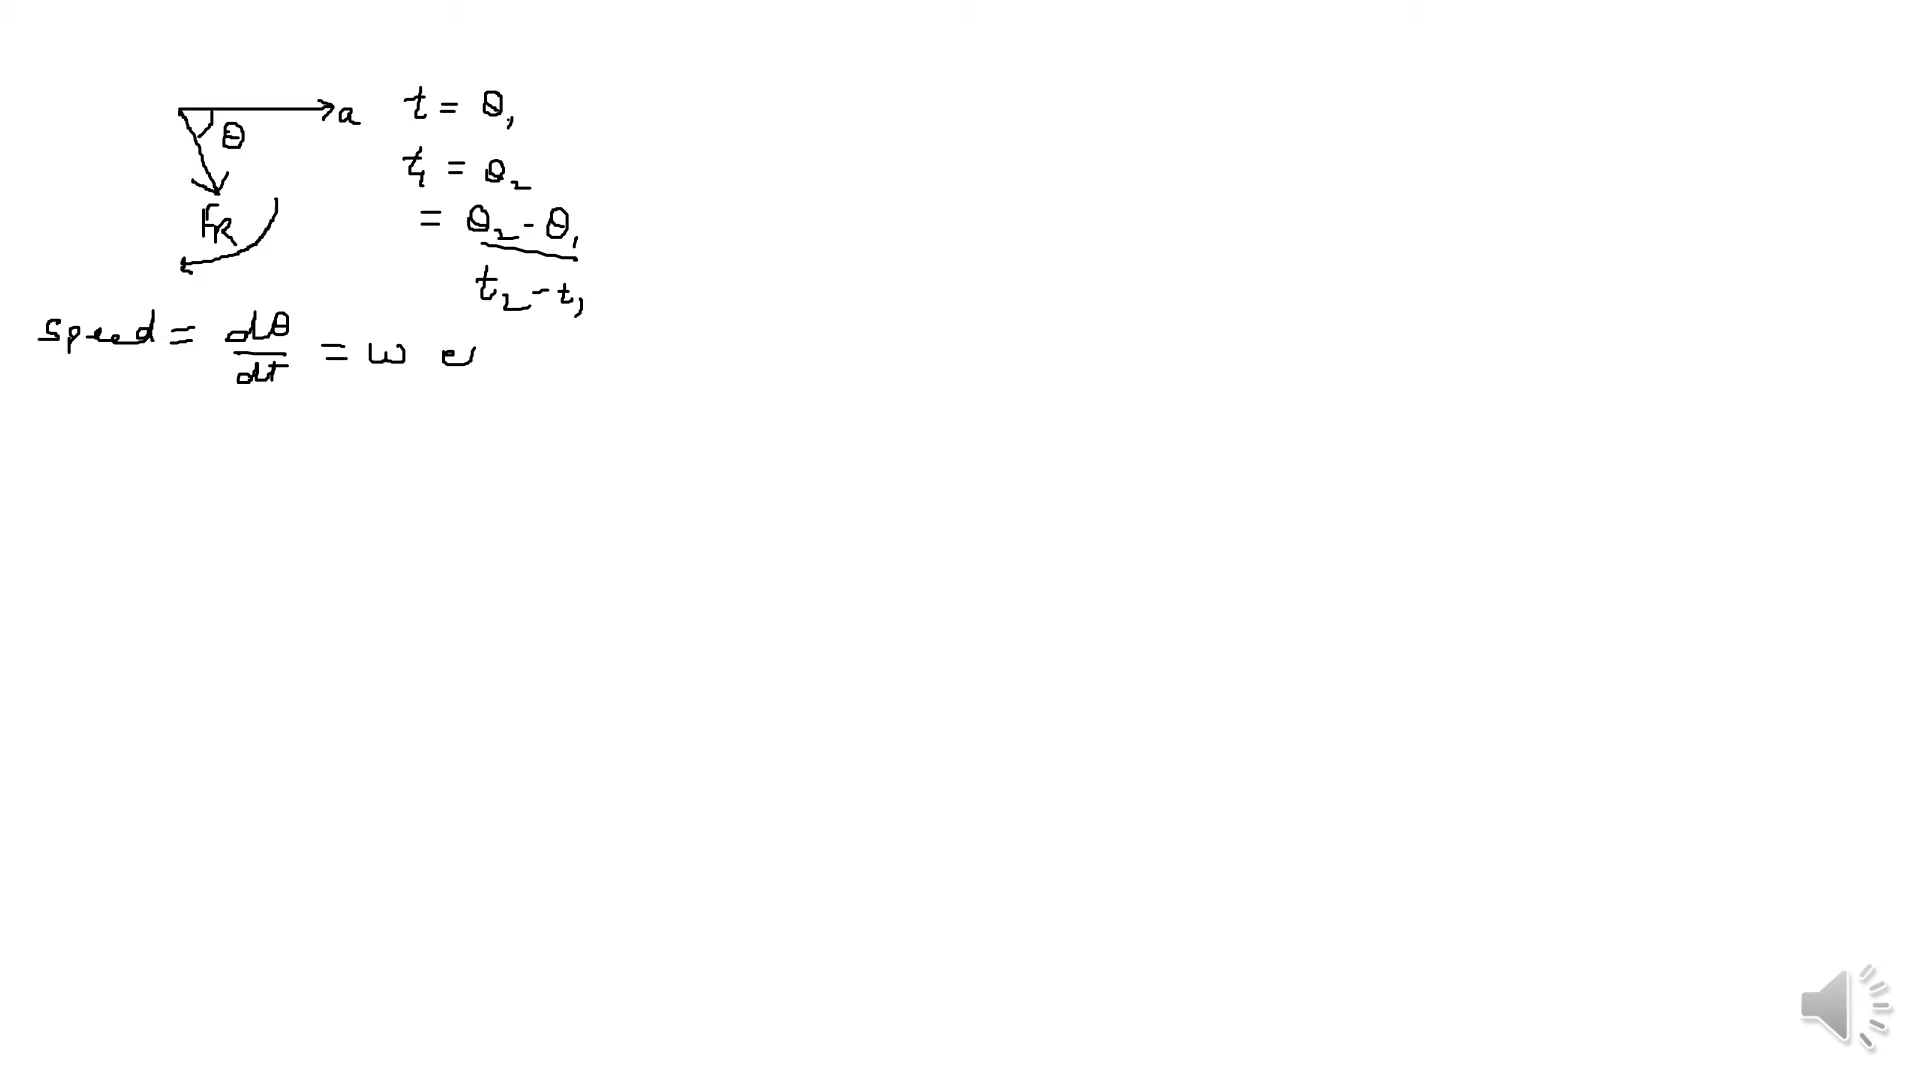 a
θ
F_R
t = θ₁
t₁ = θ₂
= θ₂ - θ₁
t₂ - t₁
speed = dθ/dt = ω e